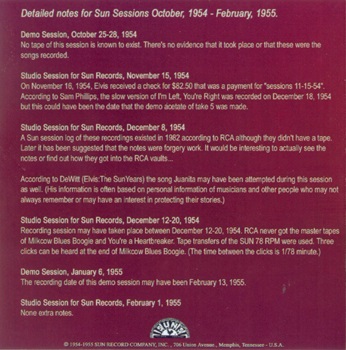 Detailed notes for Sun Sessions October, 1954 - February, 1955.
Demo Session, October 25-28, 1954
No tape of this session is known to exist. There's no evidence that it took place or that these were the
songs recorded.
Studio Session for Sun Records, November 15, 1954
On November 16, 1954, Elvis received a check for $82.50 that was a payment for "sessions 11-15-54".
According to Sam Phillips, the slow version of I'm Left, You're Right was recorded on December 18, 1954
but this could have been the date that the demo acetate of take 5 was made.
Studio Session for Sun Records, December 8, 1954
A Sun session log of these recordings existed in 1982 according to RCA although they didn't have a tape.
Later it has been suggested that the notes were forgery work. It would be interesting to actually see the
notes or find out how they got into the RCA vaults...
According to DeWitt (Elvis:The SunYears) the song Juanita may have been attempted during this session
as well. (His information is often based on personal information of musicians and other people who may not
always remember or may have an interest in protecting their stories.)
Studio Session for Sun Records, December 12-20, 1954
Recording session may have taken place between December 12-20, 1954. RCA never got the master tapes
of Milkcow Blues Boogie and You're a Heartbreaker. Tape transfers of the SUN 78 RPM were used. Three
clicks can be heard at the end of Milkcow Blues Boogie. (The time between the clicks is 1/78 minute.)
Demo Session, January 6, 1955
The recording date of this demo session may have been February 13, 1955.
Studio Session for Sun Records, February 1, 1955
None extra notes.
© 1954-1955 SUN RECORD COMPANY, INC., 706 Union Avenue., Memphis, Tennessee - U.S.A.